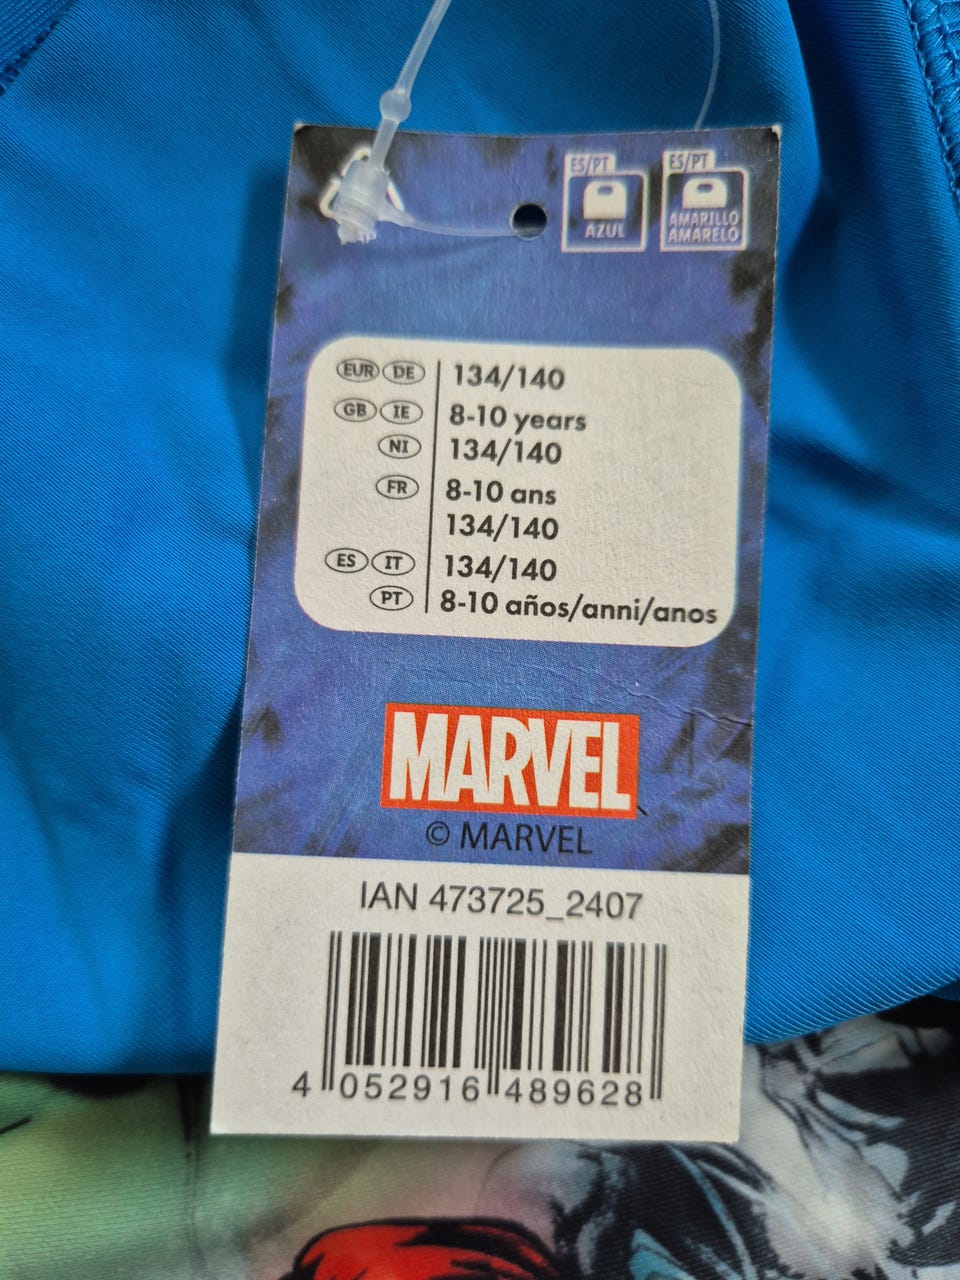 ES/PT
AZUL
ES/PT
AMARILLO
AMARELO
EUR DE 134/140
GB IE 8-10 years
NI 134/140
FR 8-10 ans
134/140
ES IT 134/140
PT 8-10 años/anni/anos
MARVEL
© MARVEL
IAN 473725_2407
4 052916 489628